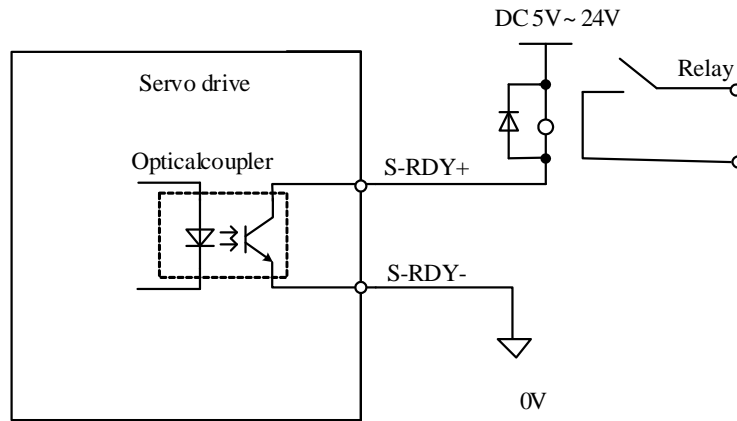 DC 5V~ 24V
Relay
Servo drive
Opticalcoupler
S-RDY+
S-RDY-
0V